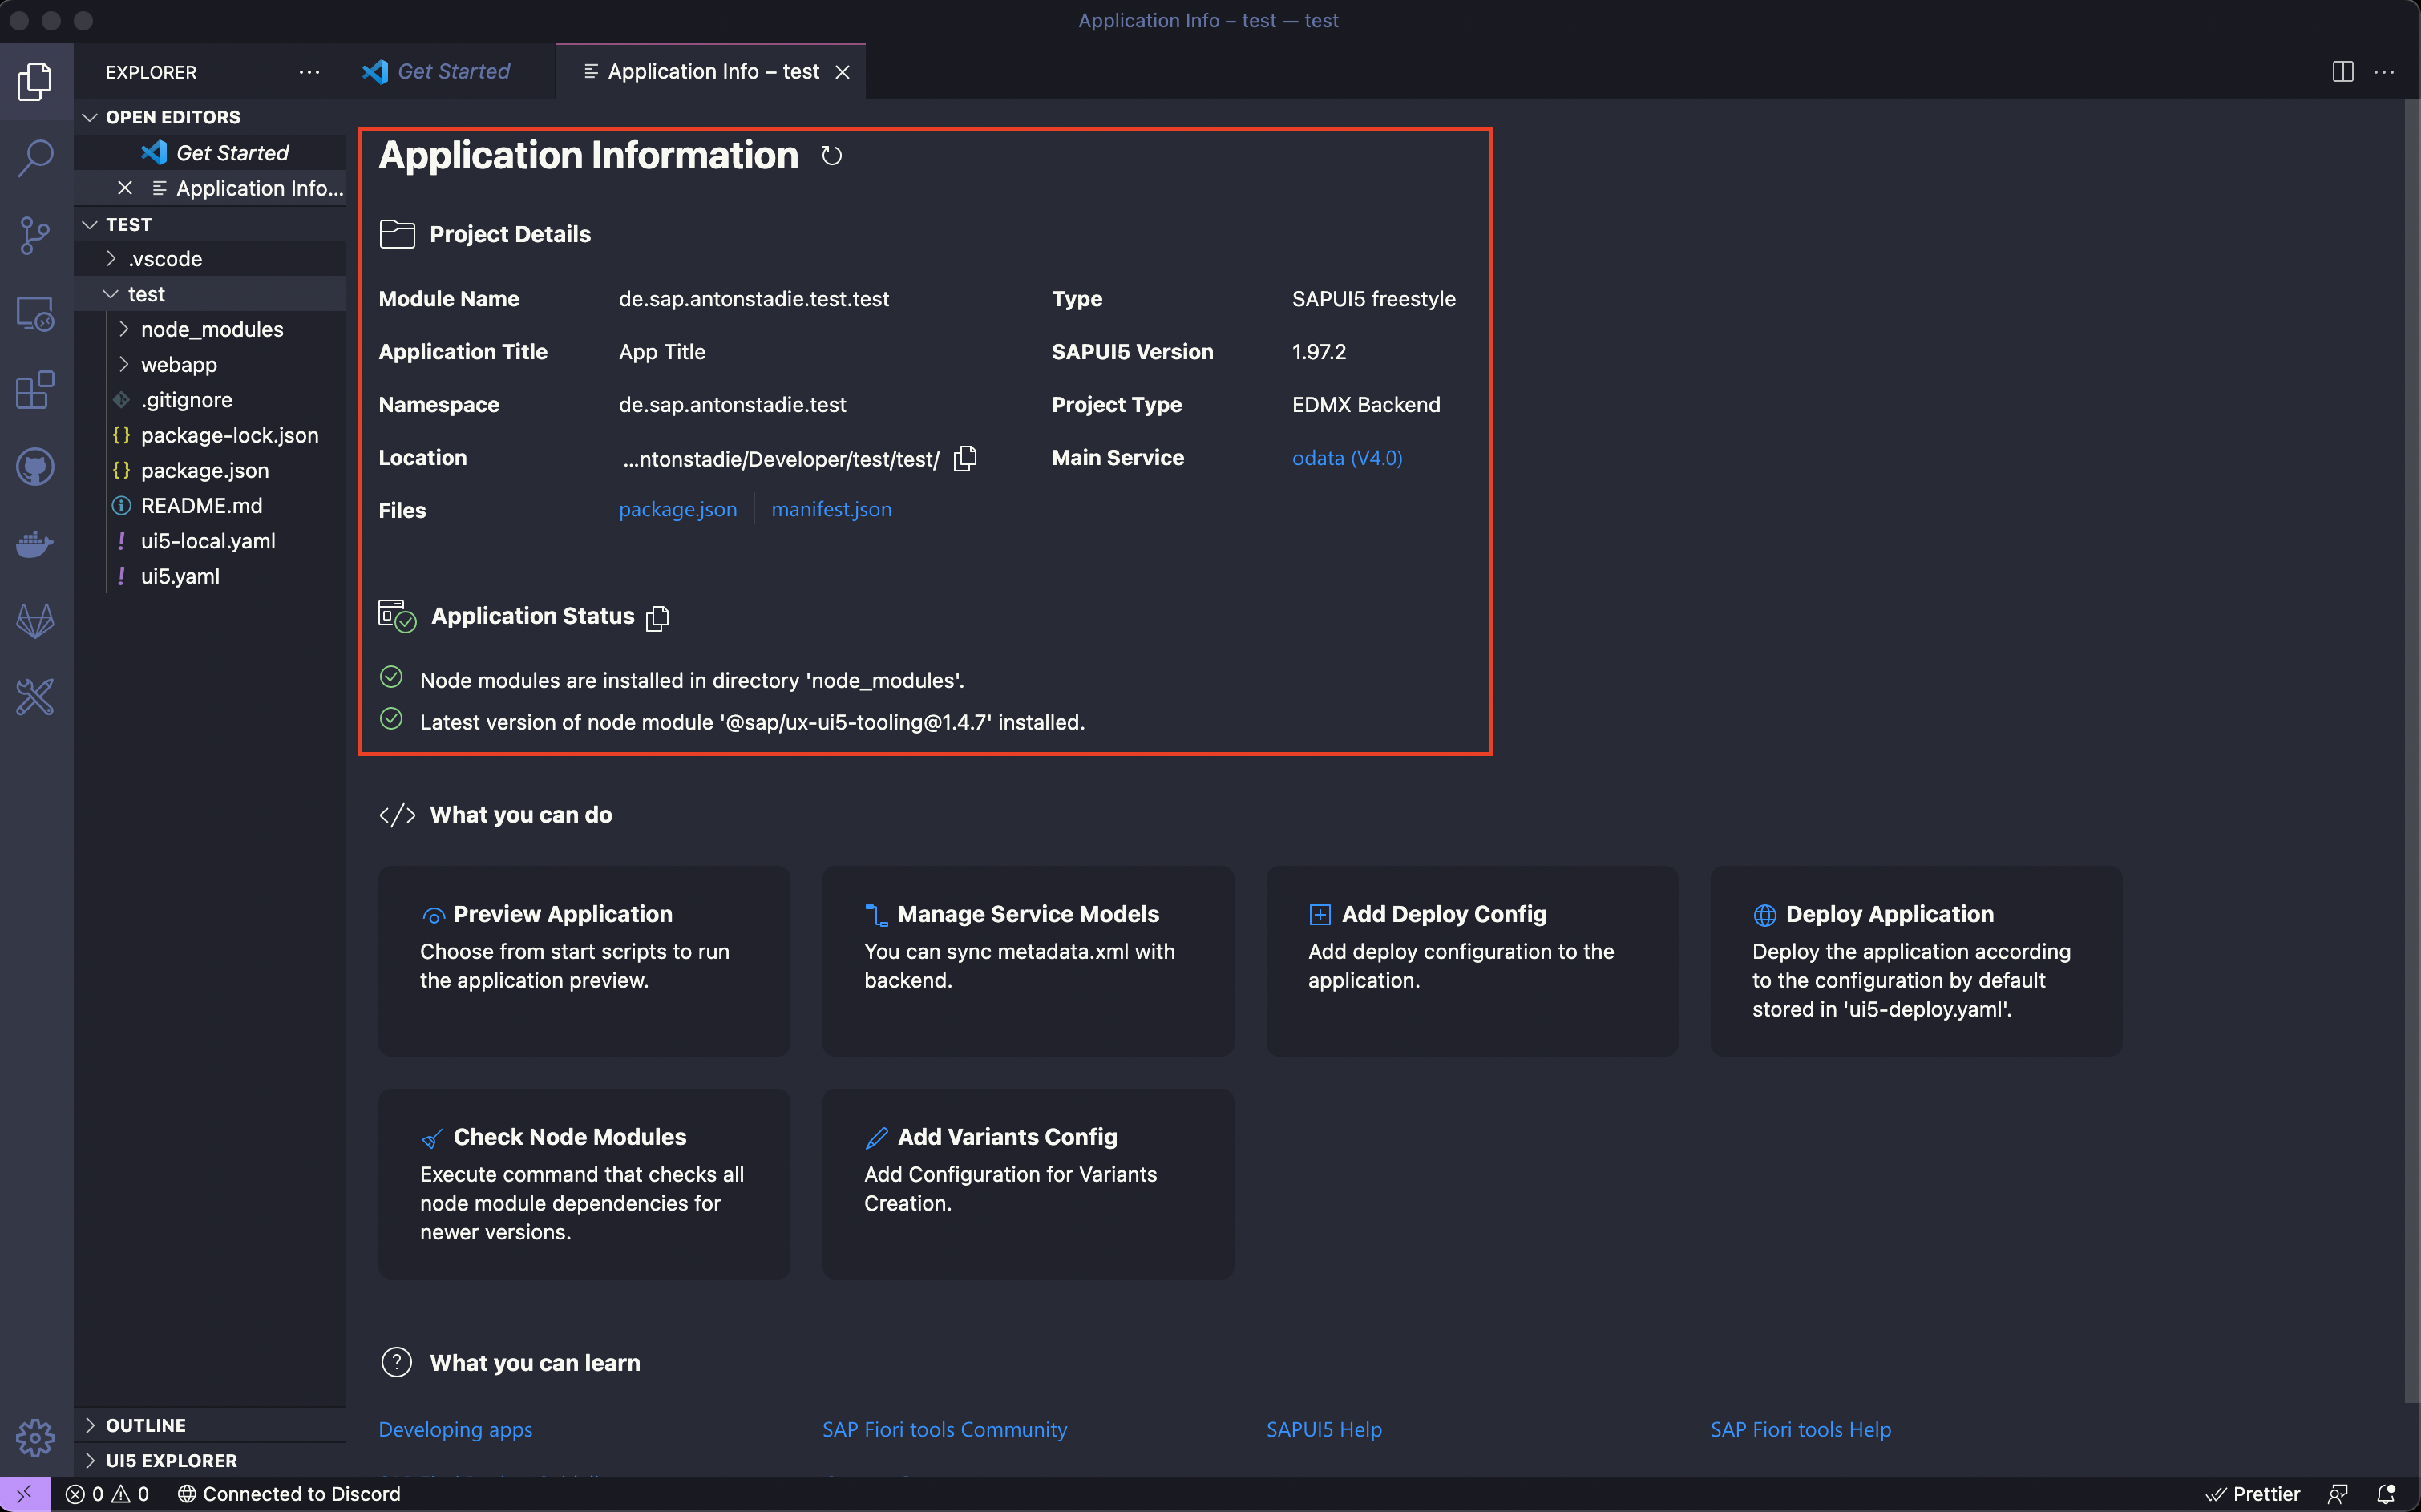 Application Info – test — test
EXPLORER
Get Started
Application Info – test
OPEN EDITORS
Get Started
Application Info...
TEST
.vscode
test
node_modules
webapp
.gitignore
{} package-lock.json
{} package.json
README.md
! ui5-local.yaml
! ui5.yaml
OUTLINE
UI5 EXPLORER
Application Information
Project Details
Module Name de.sap.antonstadie.test.test Type SAPUI5 freestyle
Application Title App Title SAPUI5 Version 1.97.2
Namespace de.sap.antonstadie.test Project Type EDMX Backend
Location ...ntonstadie/Developer/test/test/ Main Service odata (V4.0)
Files package.json manifest.json
Application Status
Node modules are installed in directory 'node_modules'.
Latest version of node module '@sap/ux-ui5-tooling@1.4.7' installed.
</> What you can do
Preview Application
Choose from start scripts to run
the application preview.
Manage Service Models
You can sync metadata.xml with
backend.
Add Deploy Config
Add deploy configuration to the
application.
Deploy Application
Deploy the application according
to the configuration by default
stored in 'ui5-deploy.yaml'.
Check Node Modules
Execute command that checks all
node module dependencies for
newer versions.
Add Variants Config
Add Configuration for Variants
Creation.
? What you can learn
Developing apps SAP Fiori tools Community SAPUI5 Help SAP Fiori tools Help
0 0 Connected to Discord Prettier